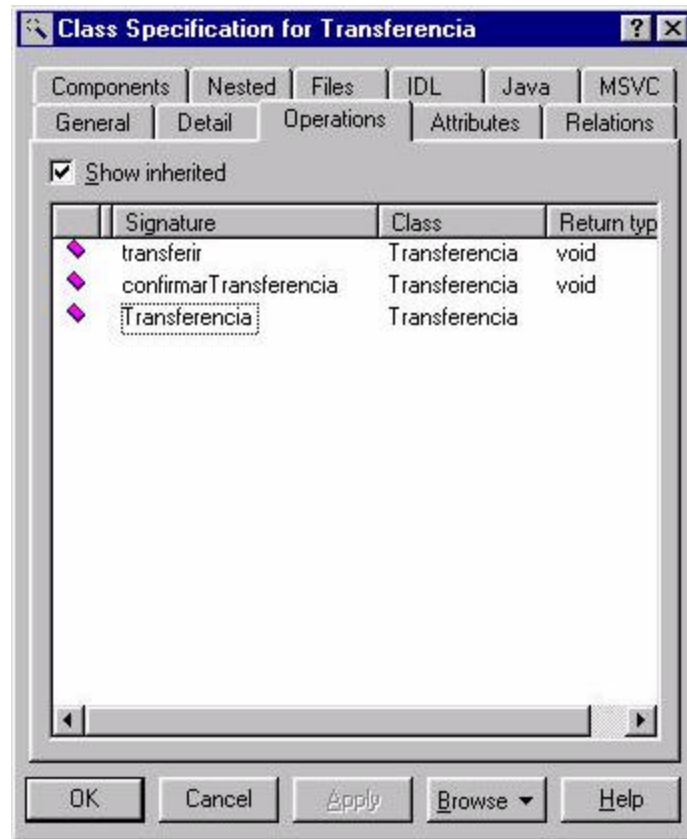 Class Specification for Transferencia
Components Nested Files IDL Java MSVC
General Detail Operations Attributes Relations
Show inherited
Signature Class Return typ
transferir Transferencia void
confirmarTransferencia Transferencia void
Transferencia Transferencia
OK Cancel Apply Browse Help